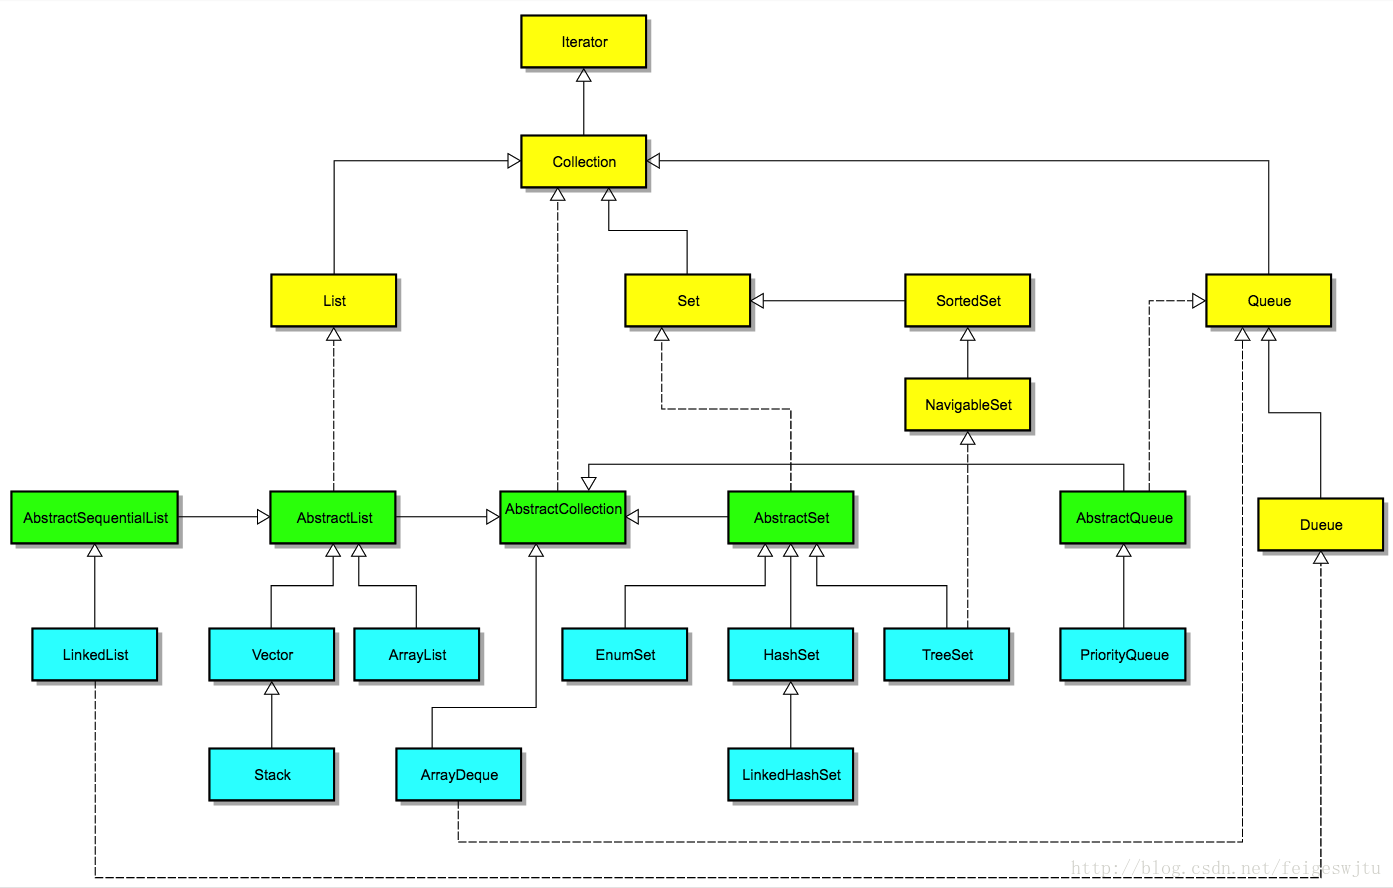 Iterator
Collection
List
Set
SortedSet
Queue
NavigableSet
AbstractSequentialList
AbstractList
AbstractCollection
AbstractSet
AbstractQueue
Dueue
LinkedList
Vector
ArrayList
EnumSet
HashSet
TreeSet
PriorityQueue
Stack
ArrayDeque
LinkedHashSet
http://blog.csdn.net/feigeswjtu